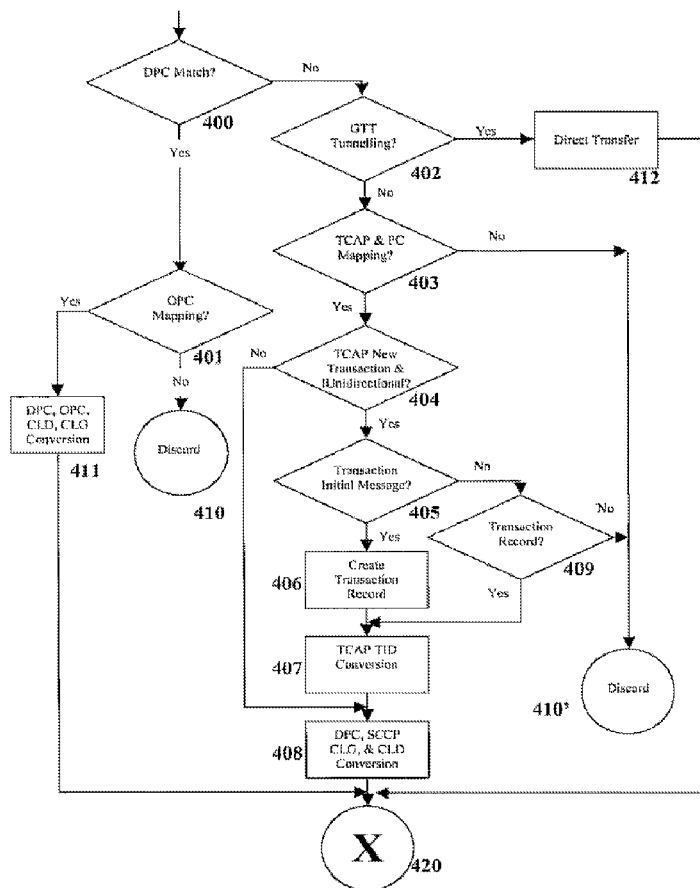 DPC Match?
No
400
Yes
GTT
Tunnelling?
Yes
402
Direct Transfer
412
No
TCAP & PC
Mapping?
No
403
Yes
OPC
Mapping?
Yes
401
No
TCAP New
Transaction &
!Unidirectional?
No
404
Yes
DPC, OPC,
CLD, CLG
Conversion
411
Discard
410
Transaction
Initial Message?
No
405
Yes
Transaction
Record?
No
409
Yes
406
Create
Transaction
Record
407
TCAP TID
Conversion
Discard
410’
408
DPC, SCCP
CLG, & CLD
Conversion
X
420